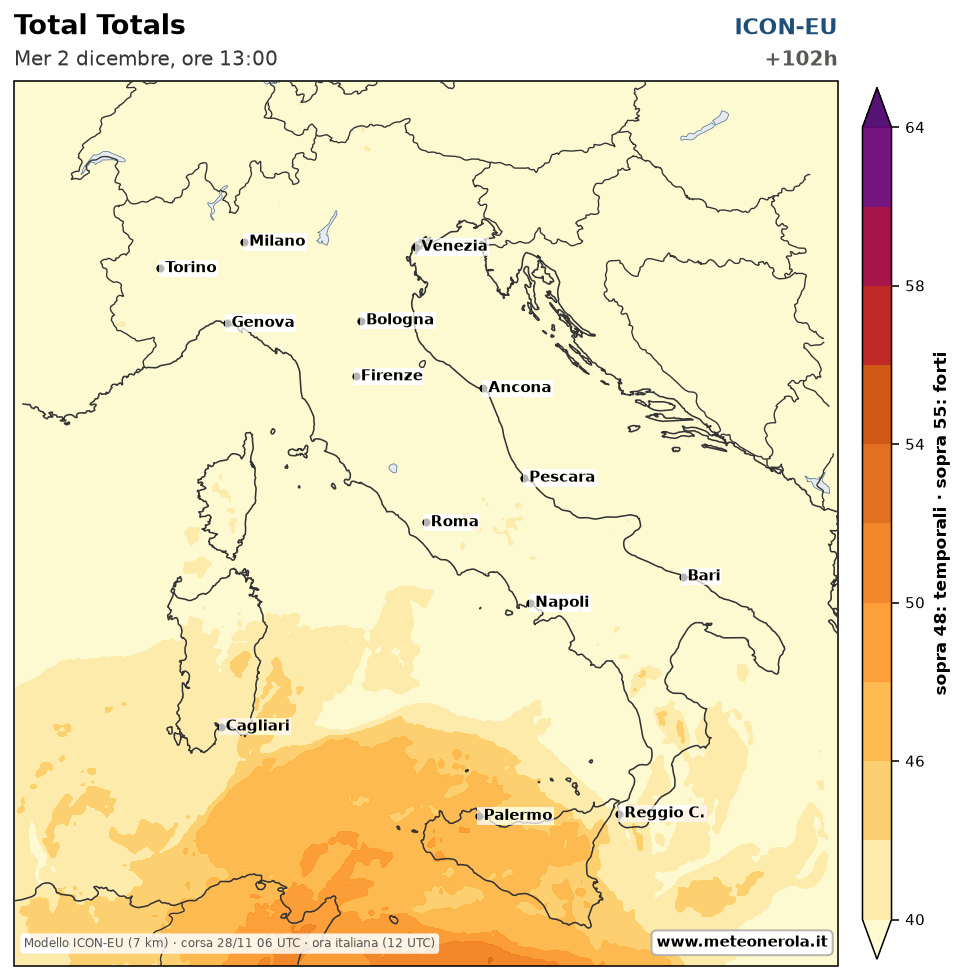 Total Totals
ICON-EU
Mer 2 dicembre, ore 13:00
+102h
Milano
Venezia
Torino
Genova
Bologna
Firenze
Ancona
Pescara
Roma
Bari
Napoli
Cagliari
Palermo
Reggio C.
64
58
54
50
46
40
sopra 48: temporali · sopra 55: forti
Modello ICON-EU (7 km) · corsa 28/11 06 UTC · ora italiana (12 UTC)
www.meteonerola.it